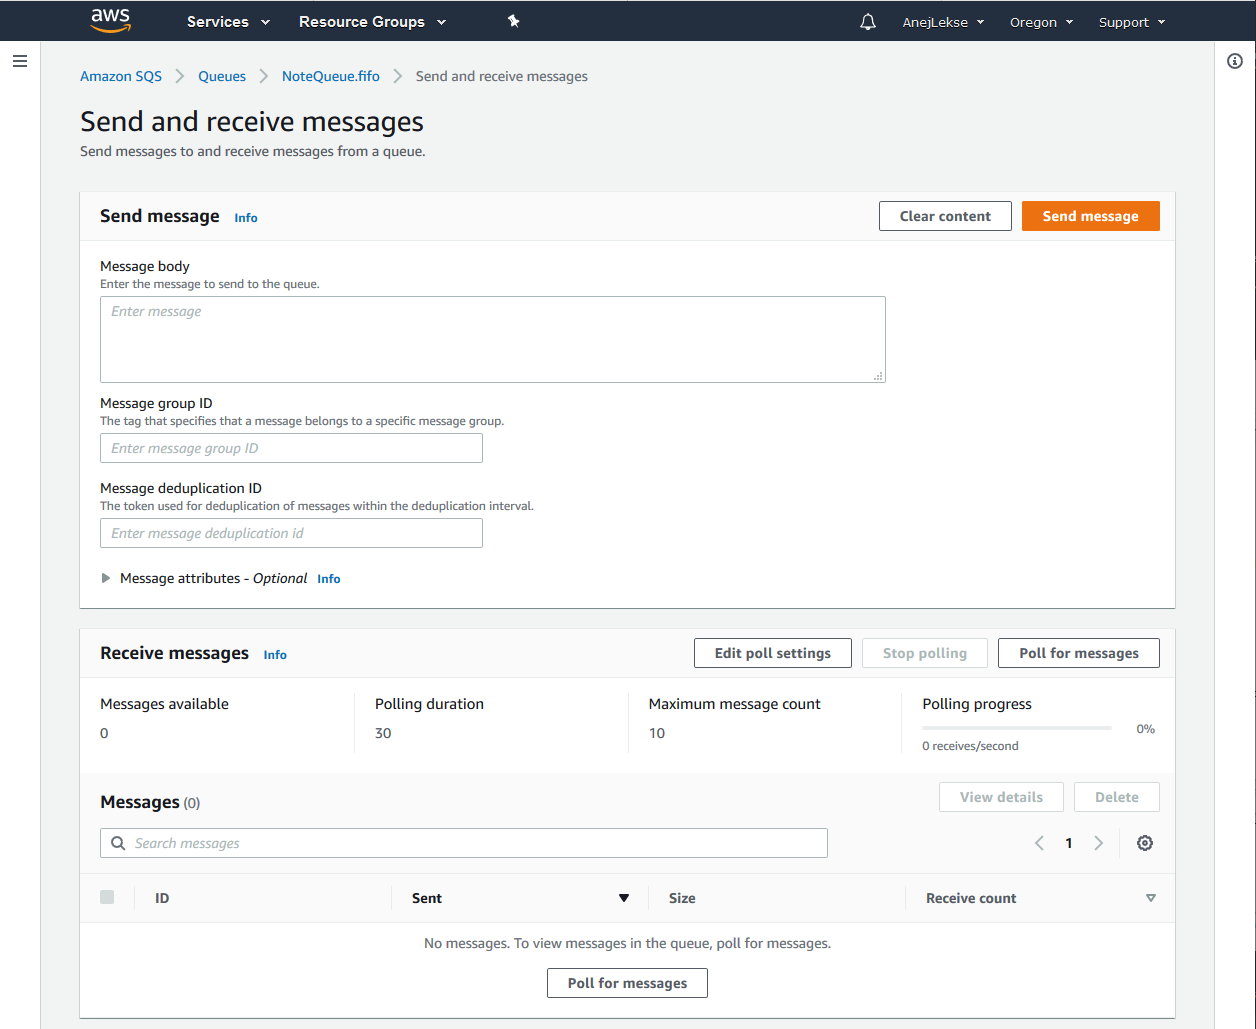 aws Services Resource Groups AnejLekse Oregon Support
Amazon SQS Queues NoteQueue.fifo Send and receive messages
Send and receive messages
Send messages to and receive messages from a queue.
Send message Info Clear content Send message
Message body
Enter the message to send to the queue.
Enter message
Message group ID
The tag that specifies that a message belongs to a specific message group.
Enter message group ID
Message deduplication ID
The token used for deduplication of messages within the deduplication interval.
Enter message deduplication id
Message attributes - Optional Info
Receive messages Info Edit poll settings Stop polling Poll for messages
Messages available Polling duration Maximum message count Polling progress
0 30 10 0%
0 receives/second
Messages (0) View details Delete
Search messages 1
ID Sent Size Receive count
No messages. To view messages in the queue, poll for messages.
Poll for messages